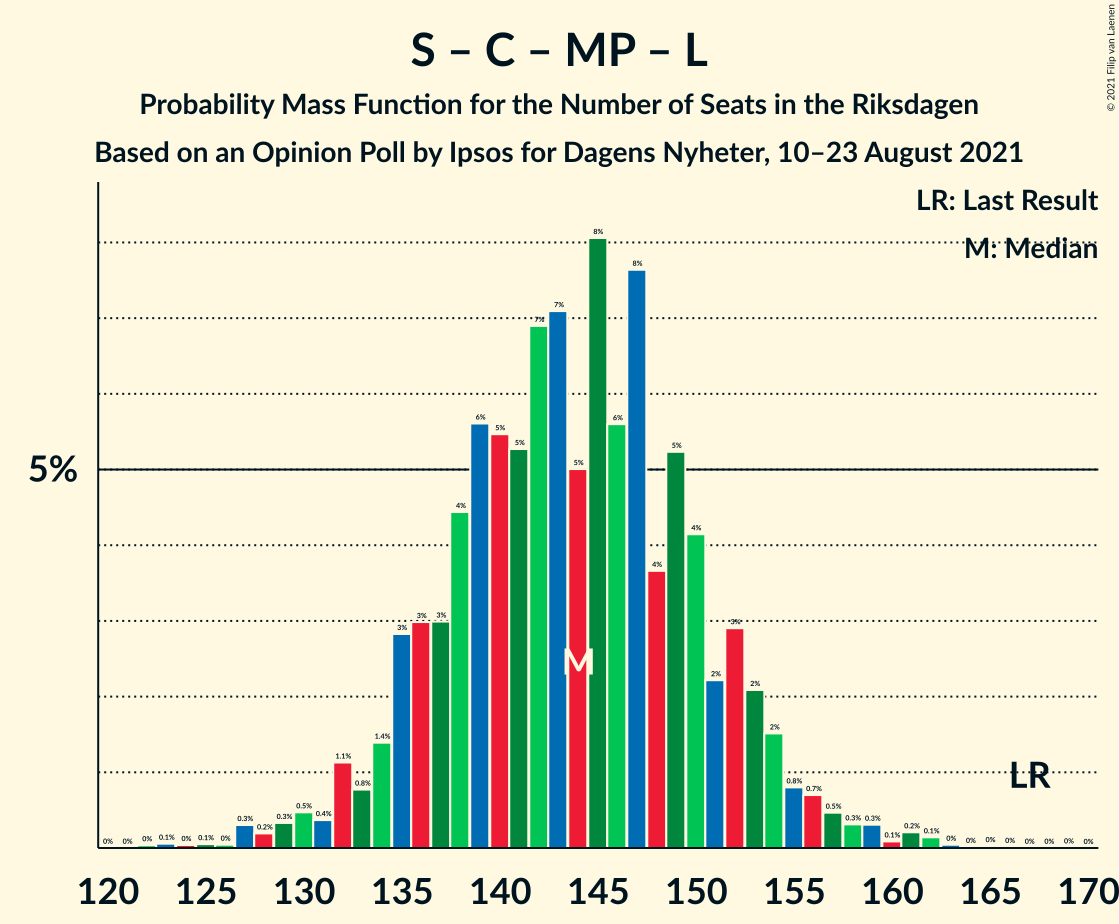 S – C – MP – L
Probability Mass Function for the Number of Seats in the Riksdagen
Based on an Opinion Poll by Ipsos for Dagens Nyheter, 10–23 August 2021
© 2021 Filip van Laenen
LR: Last Result
M: Median
5%
0% 0% 0% 0.1% 0% 0.1% 0% 0.3% 0.2% 0.3% 0.5% 0.4% 1.1% 0.8% 1.4% 3% 3% 3% 4% 6% 5% 5% 7% 7% 5% 8% 6% 8% 4% 5% 4% 2% 3% 2% 2% 0.8% 0.7% 0.5% 0.3% 0.3% 0.1% 0.2% 0.1% 0% 0% 0% 0% 0% 0% 0% 0%
M
LR
120 125 130 135 140 145 150 155 160 165 170